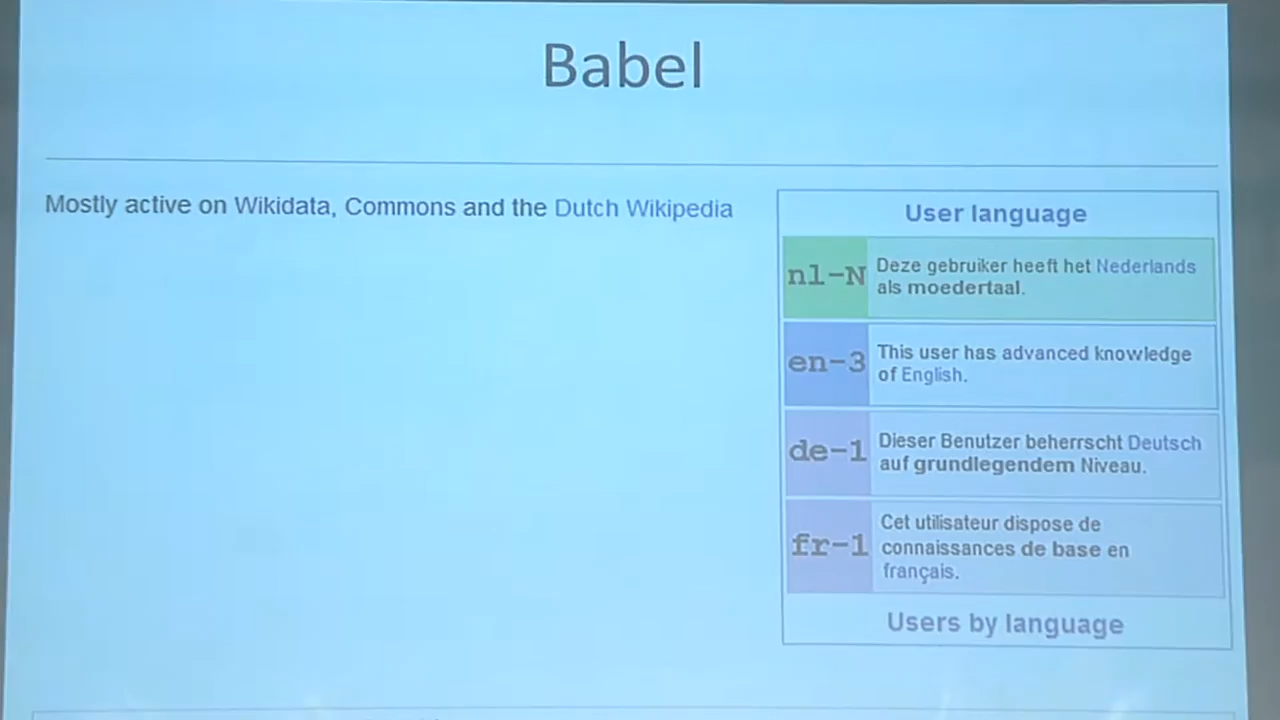 Babel
Mostly active on Wikidata, Commons and the Dutch Wikipedia
User language
nl-N
Deze gebruiker heeft het Nederlands
als moedertaal.
en-3
This user has advanced knowledge
of English.
de-1
Dieser Benutzer beherrscht Deutsch
auf grundlegendem Niveau.
fr-1
Cet utilisateur dispose de
connaissances de base en
français.
Users by language